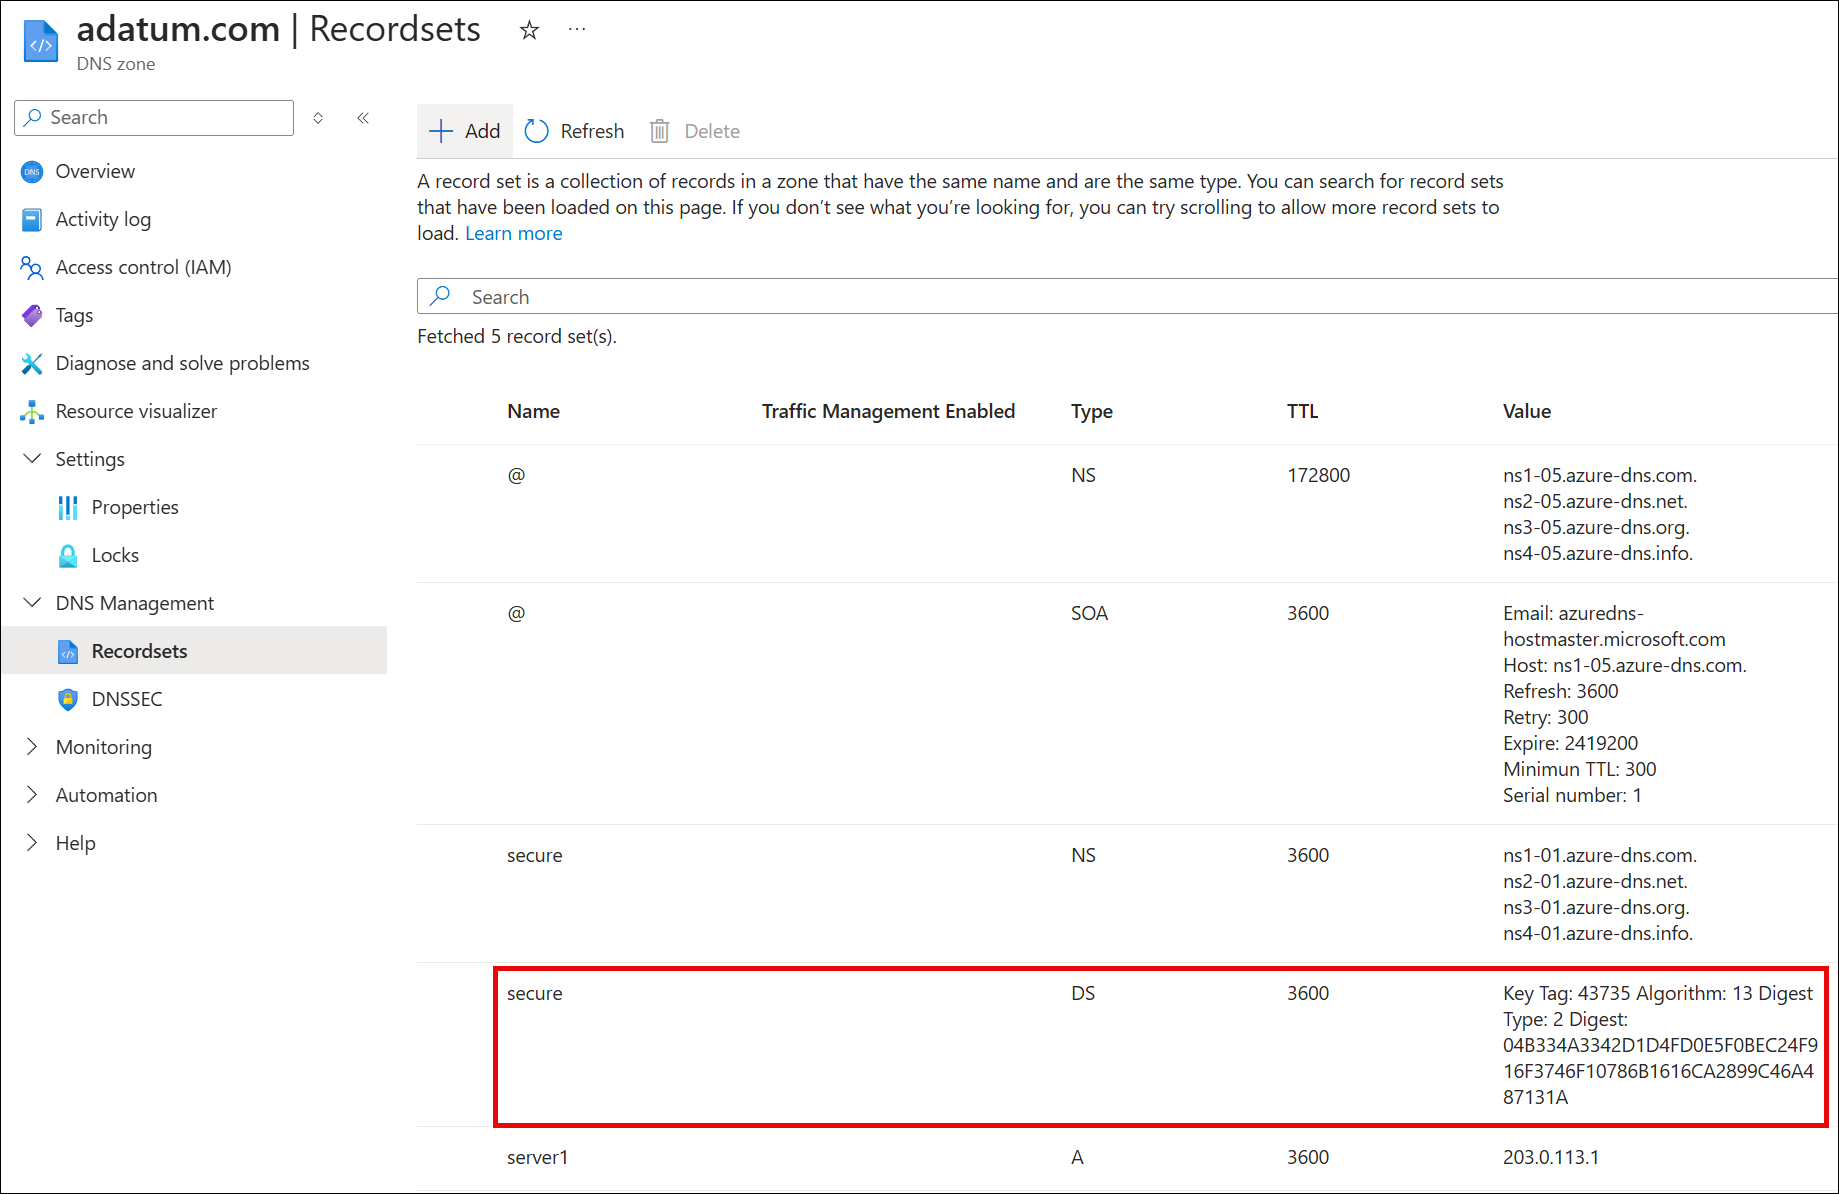 adatum.com | Recordsets
DNS zone
Search
Overview
Activity log
Access control (IAM)
Tags
Diagnose and solve problems
Resource visualizer
Settings
Properties
Locks
DNS Management
Recordsets
DNSSEC
Monitoring
Automation
Help
Add Refresh Delete
A record set is a collection of records in a zone that have the same name and are the same type. You can search for record sets
that have been loaded on this page. If you don’t see what you’re looking for, you can try scrolling to allow more record sets to
load. Learn more
Search
Fetched 5 record set(s).
Name Traffic Management Enabled Type TTL Value
@ NS 172800 ns1-05.azure-dns.com.
ns2-05.azure-dns.net.
ns3-05.azure-dns.org.
ns4-05.azure-dns.info.
@ SOA 3600 Email: azuredns-
hostmaster.microsoft.com
Host: ns1-05.azure-dns.com.
Refresh: 3600
Retry: 300
Expire: 2419200
Minimun TTL: 300
Serial number: 1
secure NS 3600 ns1-01.azure-dns.com.
ns2-01.azure-dns.net.
ns3-01.azure-dns.org.
ns4-01.azure-dns.info.
secure DS 3600 Key Tag: 43735 Algorithm: 13 Digest
Type: 2 Digest:
04B334A3342D1D4FD0E5F0BEC24F9
16F3746F10786B1616CA2899C46A4
87131A
server1 A 3600 203.0.113.1